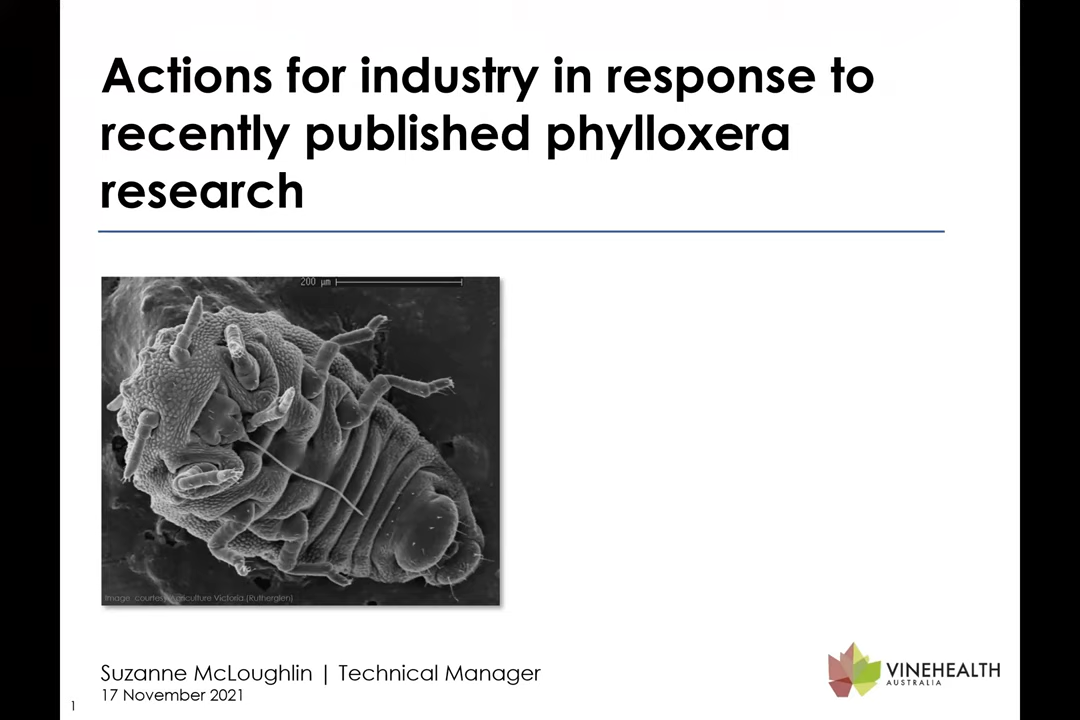 Actions for industry in response to
recently published phylloxera
research
200 µm
Image courtesy Agriculture Victoria (Rutherglen)
Suzanne McLoughlin | Technical Manager
17 November 2021
VINEHEALTH
AUSTRALIA
1